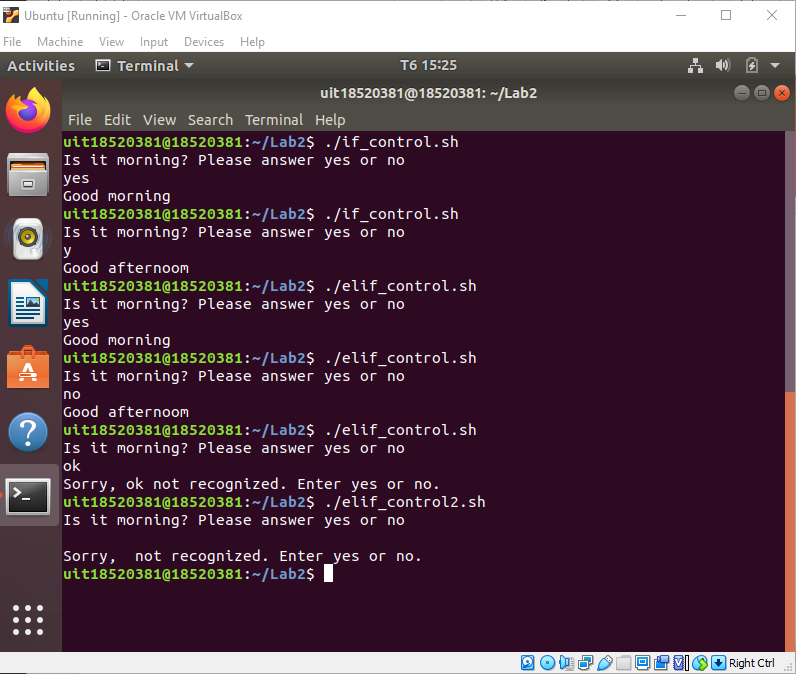 Ubuntu [Running] - Oracle VM VirtualBox
File Machine View Input Devices Help
Activities Terminal T6 15:25
uit18520381@18520381: ~/Lab2
File Edit View Search Terminal Help
uit18520381@18520381:~/Lab2$ ./if_control.sh
Is it morning? Please answer yes or no
yes
Good morning
uit18520381@18520381:~/Lab2$ ./if_control.sh
Is it morning? Please answer yes or no
y
Good afternoom
uit18520381@18520381:~/Lab2$ ./elif_control.sh
Is it morning? Please answer yes or no
yes
Good morning
uit18520381@18520381:~/Lab2$ ./elif_control.sh
Is it morning? Please answer yes or no
no
Good afternoom
uit18520381@18520381:~/Lab2$ ./elif_control.sh
Is it morning? Please answer yes or no
ok
Sorry, ok not recognized. Enter yes or no.
uit18520381@18520381:~/Lab2$ ./elif_control2.sh
Is it morning? Please answer yes or no
Sorry,  not recognized. Enter yes or no.
uit18520381@18520381:~/Lab2$
Right Ctrl